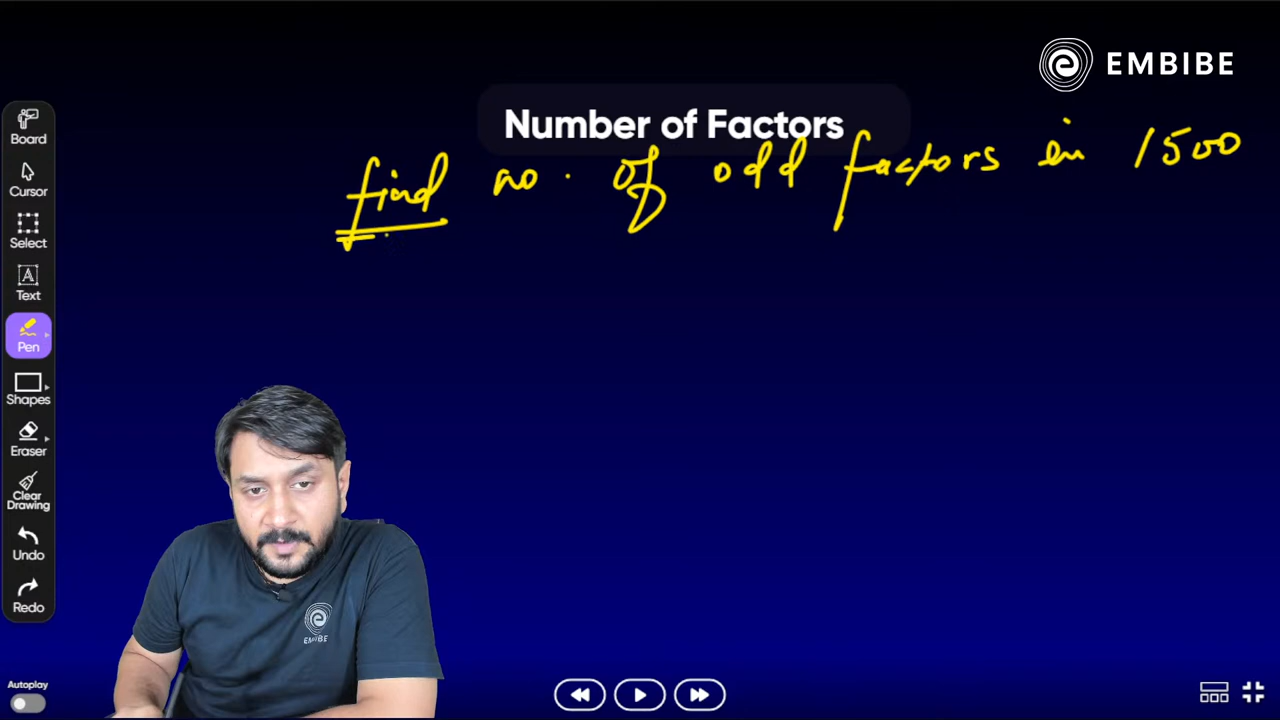 EMBIBE
Number of Factors
find no. of odd factors in 1500
Board
Cursor
Select
Text
Pen
Shapes
Eraser
Clear
Drawing
Undo
Redo
Autoplay
EMBIBE